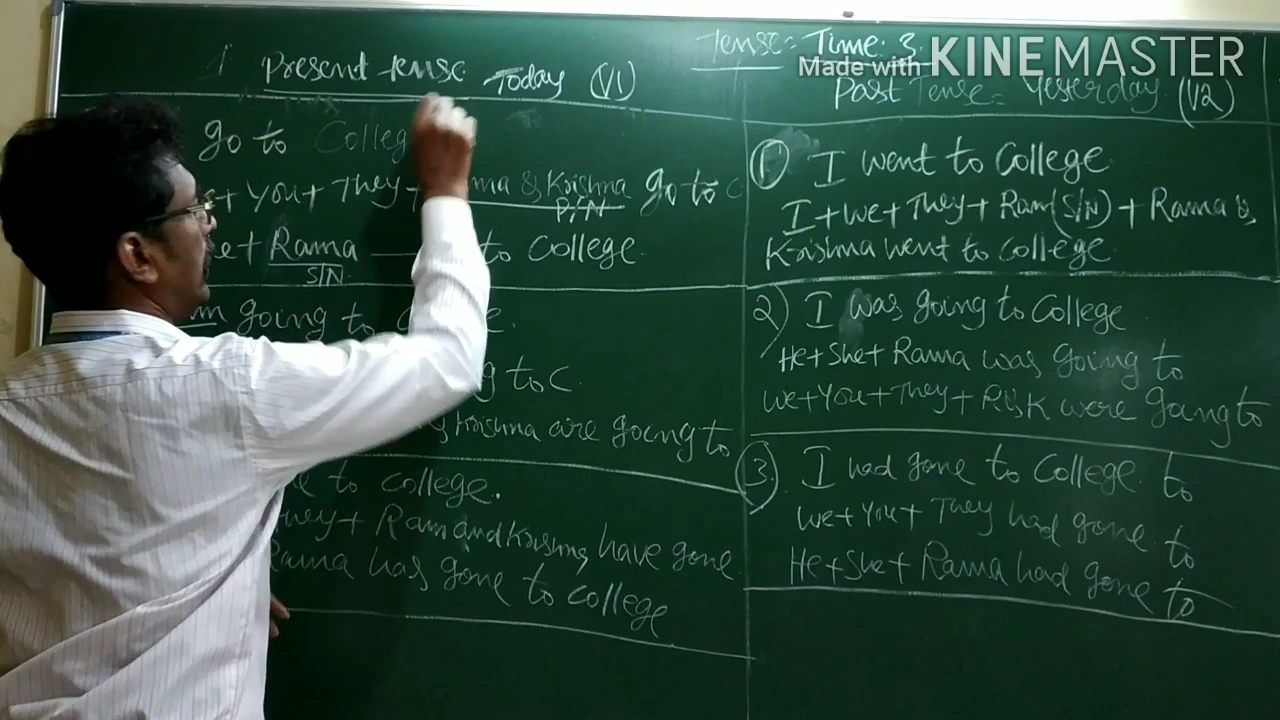 Tense = Time 3
Made with KINEMASTER
Present tense Today (V1)
go to College
+ You + They + Rama & Krishna go to C
P/N
+ Rama — to College
S/N
am going to
g to C
Krishna are going to
to College.
They + Ram and Krishna have gone
Rama has gone to College
Past Tense = Yesterday (V2)
1. I went to College
I + We + They + Ram (S/N) + Rama &
Krishna went to College
2) I was going to College
He + She + Rama was going to
We + You + They + R&K were going to
3. I had gone to College to
We + You + They had gone to
He + She + Rama had gone to